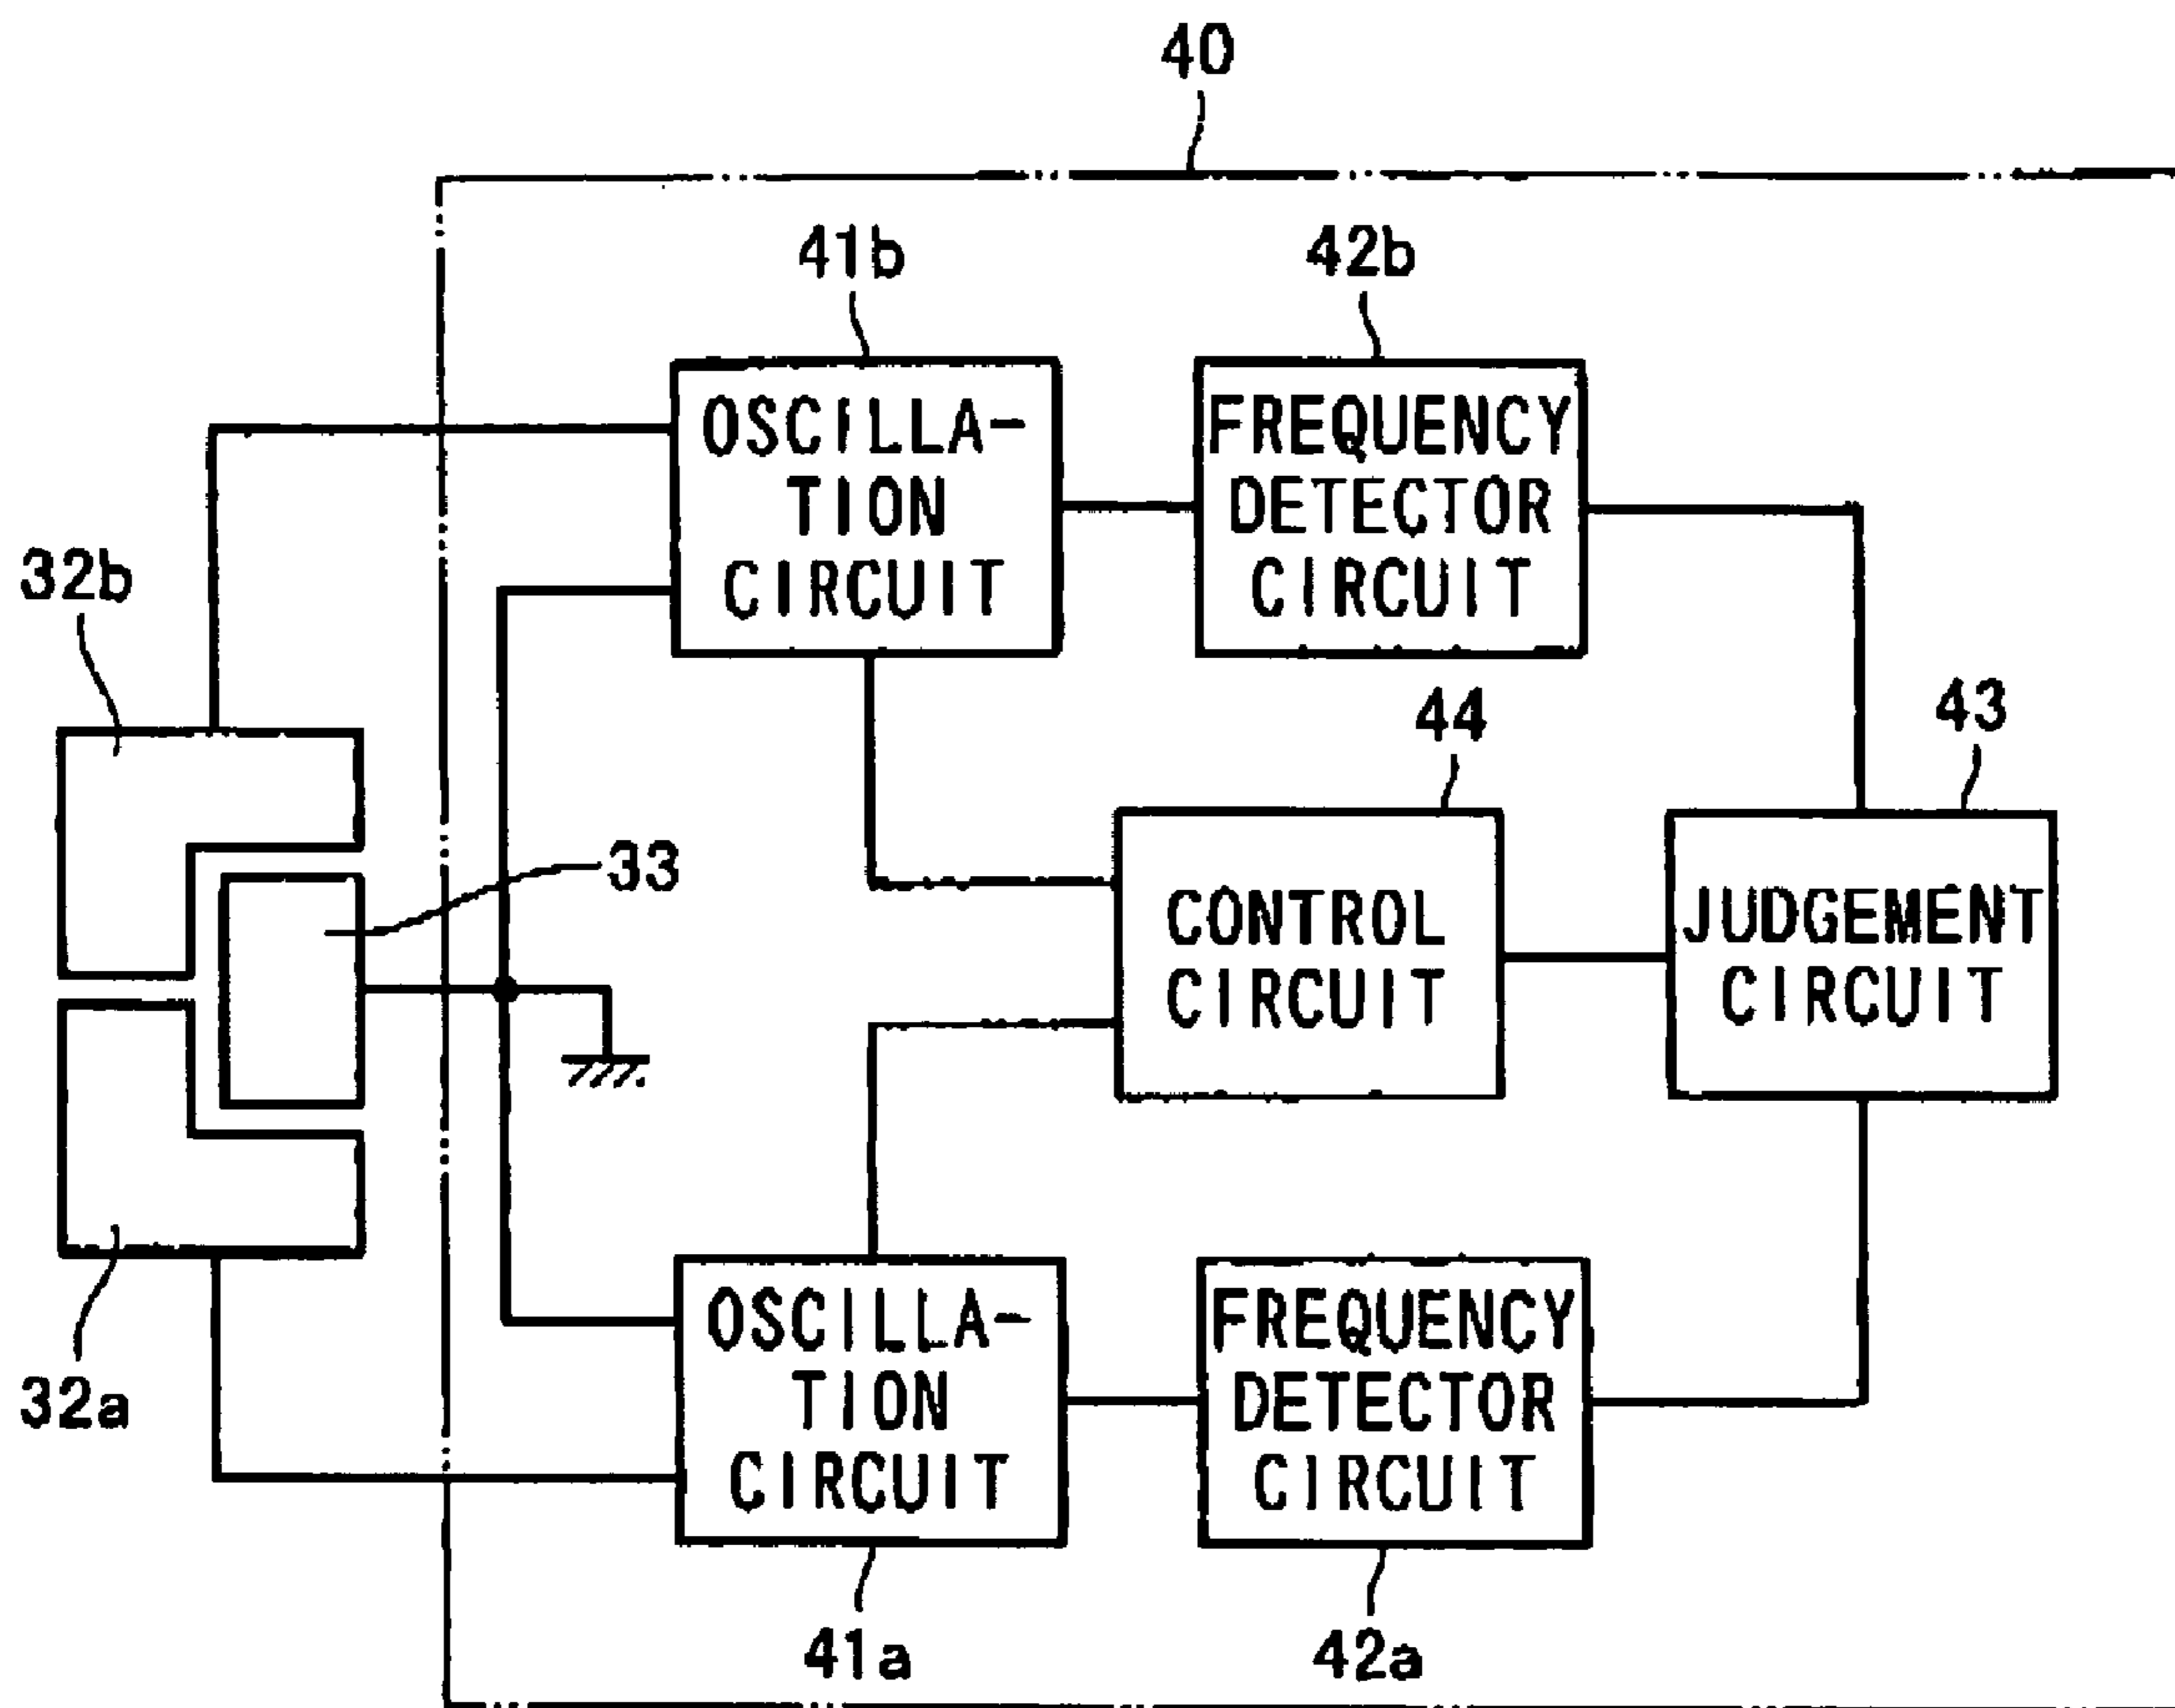 40
41b
42b
OSCILLA-
TION
CIRCUIT
FREQUENCY
DETECTOR
CIRCUIT
32b
44
43
33
CONTROL
CIRCUIT
JUDGEMENT
CIRCUIT
32a
OSCILLA-
TION
CIRCUIT
FREQUENCY
DETECTOR
CIRCUIT
41a
42a